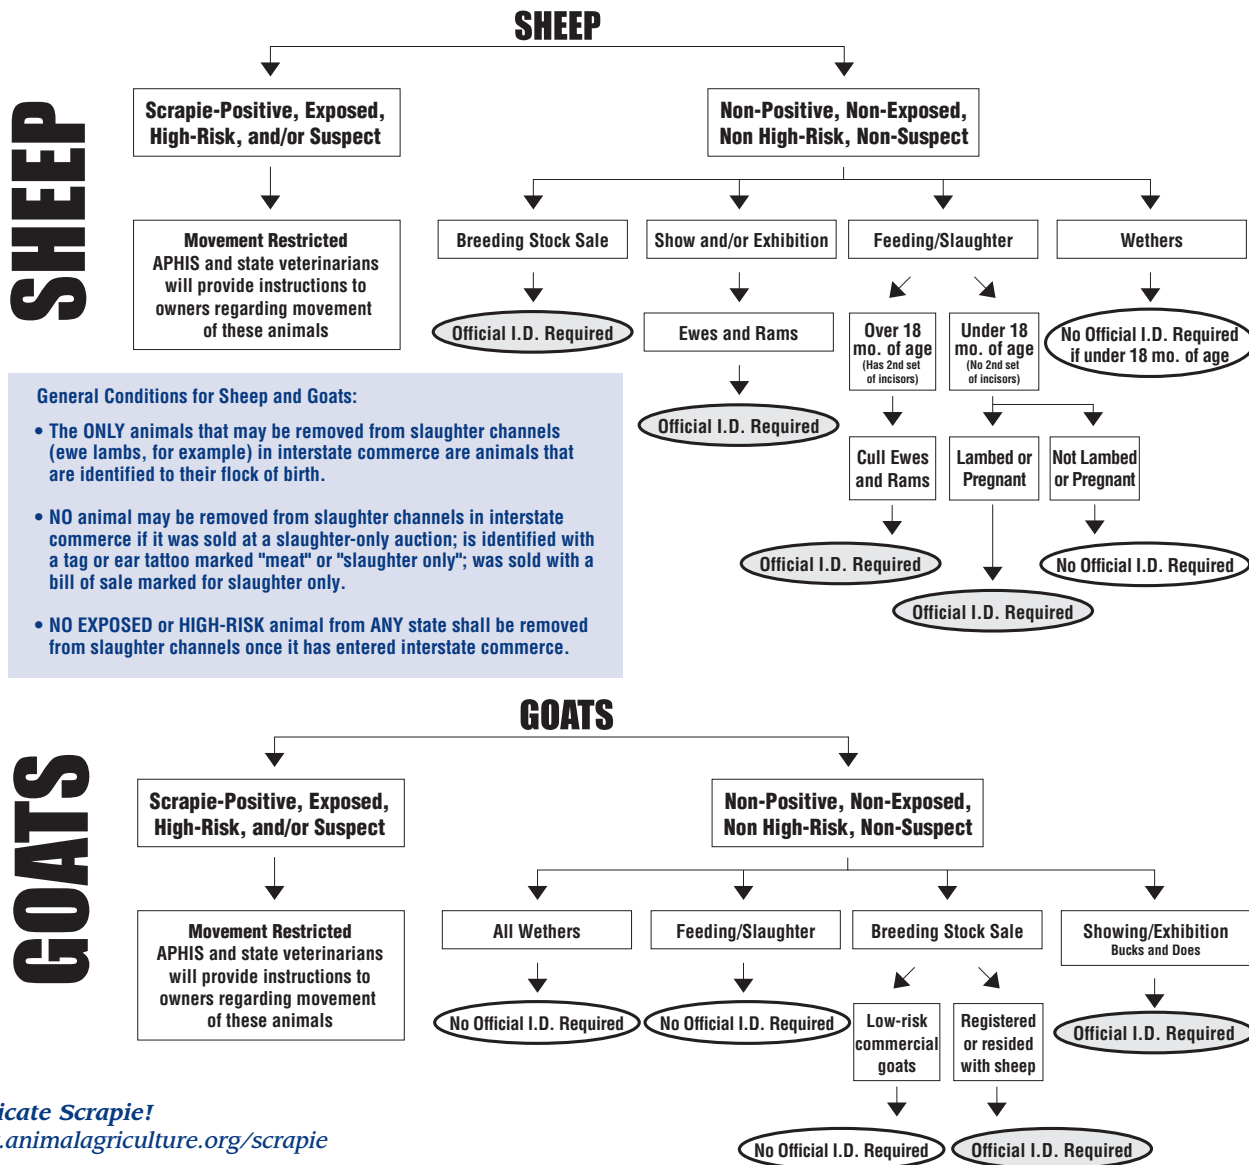 SHEEP
SHEEP
Scrapie-Positive, Exposed,
High-Risk, and/or Suspect
Non-Positive, Non-Exposed,
Non High-Risk, Non-Suspect
Movement Restricted
APHIS and state veterinarians
will provide instructions to
owners regarding movement
of these animals
Breeding Stock Sale
Show and/or Exhibition
Feeding/Slaughter
Wethers
Official I.D. Required
Ewes and Rams
Over 18
mo. of age
(Has 2nd set
of incisors)
Under 18
mo. of age
(No 2nd set
of incisors)
No Official I.D. Required
if under 18 mo. of age
Official I.D. Required
Cull Ewes
and Rams
Lambed or
Pregnant
Not Lambed
or Pregnant
Official I.D. Required
No Official I.D. Required
Official I.D. Required
General Conditions for Sheep and Goats:
• The ONLY animals that may be removed from slaughter channels
(ewe lambs, for example) in interstate commerce are animals that
are identified to their flock of birth.
• NO animal may be removed from slaughter channels in interstate
commerce if it was sold at a slaughter-only auction; is identified with
a tag or ear tattoo marked "meat" or "slaughter only"; was sold with a
bill of sale marked for slaughter only.
• NO EXPOSED or HIGH-RISK animal from ANY state shall be removed
from slaughter channels once it has entered interstate commerce.
GOATS
GOATS
Scrapie-Positive, Exposed,
High-Risk, and/or Suspect
Non-Positive, Non-Exposed,
Non High-Risk, Non-Suspect
Movement Restricted
APHIS and state veterinarians
will provide instructions to
owners regarding movement
of these animals
All Wethers
Feeding/Slaughter
Breeding Stock Sale
Showing/Exhibition
Bucks and Does
No Official I.D. Required
No Official I.D. Required
Low-risk
commercial
goats
Registered
or resided
with sheep
Official I.D. Required
No Official I.D. Required
Official I.D. Required
icate Scrapie!
.animalagriculture.org/scrapie